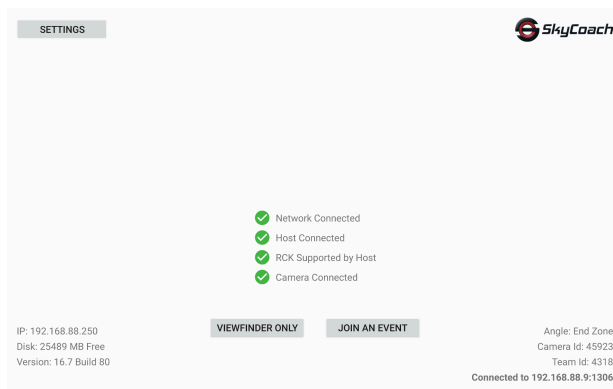 SETTINGS
SkyCoach
Network Connected
Host Connected
RCK Supported by Host
Camera Connected
VIEWFINDER ONLY
JOIN AN EVENT
IP: 192.168.88.250
Disk: 25489 MB Free
Version: 16.7 Build 80
Angle: End Zone
Camera Id: 45923
Team Id: 4318
Connected to 192.168.88.9:1306